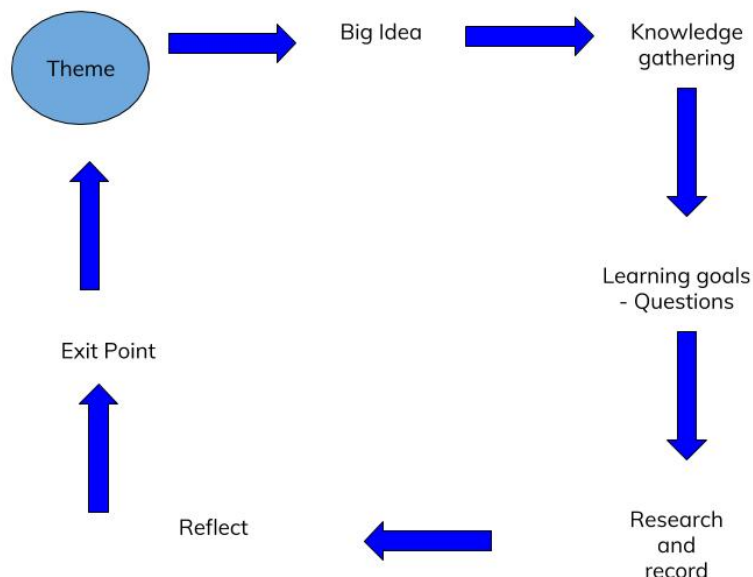 Theme
Big Idea
Knowledge
gathering
Learning goals
- Questions
Research
and
record
Reflect
Exit Point